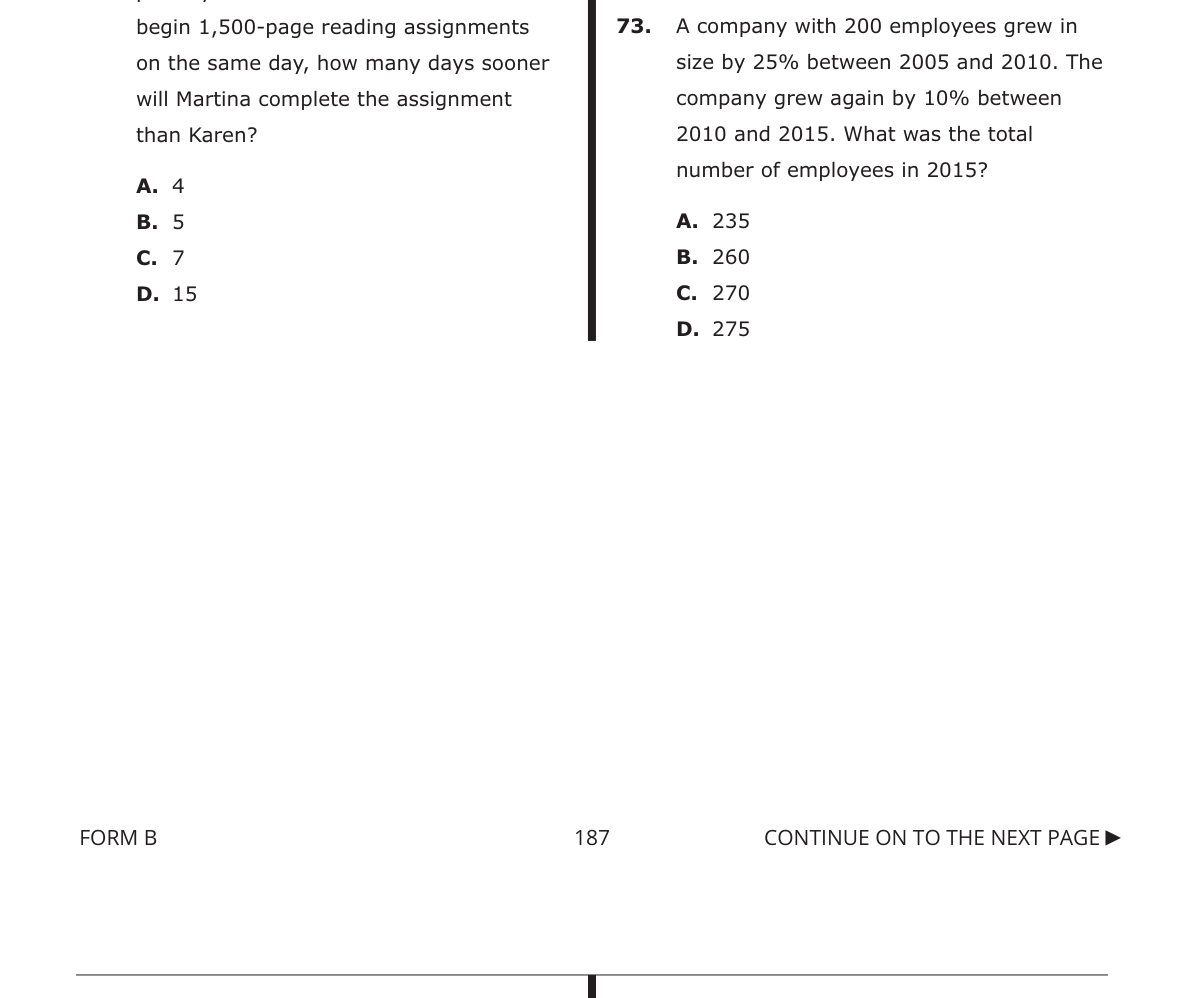 begin 1,500-page reading assignments
on the same day, how many days sooner
will Martina complete the assignment
than Karen?
A. 4
B. 5
C. 7
D. 15
73. A company with 200 employees grew in
size by 25% between 2005 and 2010. The
company grew again by 10% between
2010 and 2015. What was the total
number of employees in 2015?
A. 235
B. 260
C. 270
D. 275
FORM B
187
CONTINUE ON TO THE NEXT PAGE ▶